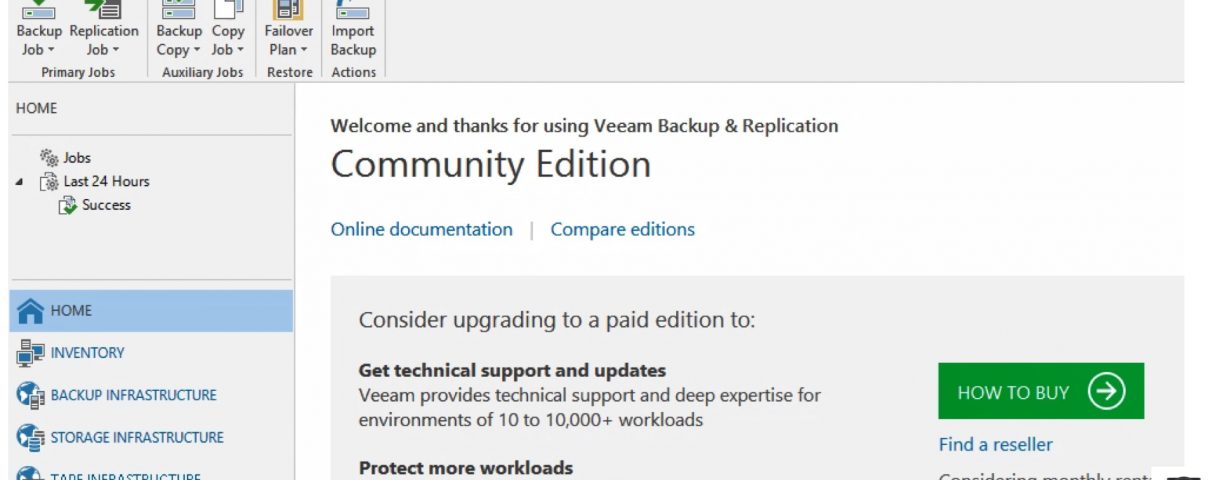 Backup Job
Replication Job
Backup Copy
Copy Job
Failover Plan
Import Backup
Primary Jobs
Auxiliary Jobs
Restore
Actions
HOME
Jobs
Last 24 Hours
Success
HOME
INVENTORY
BACKUP INFRASTRUCTURE
STORAGE INFRASTRUCTURE
TAPE INFRASTRUCTURE
Welcome and thanks for using Veeam Backup & Replication
Community Edition
Online documentation | Compare editions
Consider upgrading to a paid edition to:
Get technical support and updates
Veeam provides technical support and deep expertise for
environments of 10 to 10,000+ workloads
Protect more workloads
HOW TO BUY
Find a reseller
Considering monthly